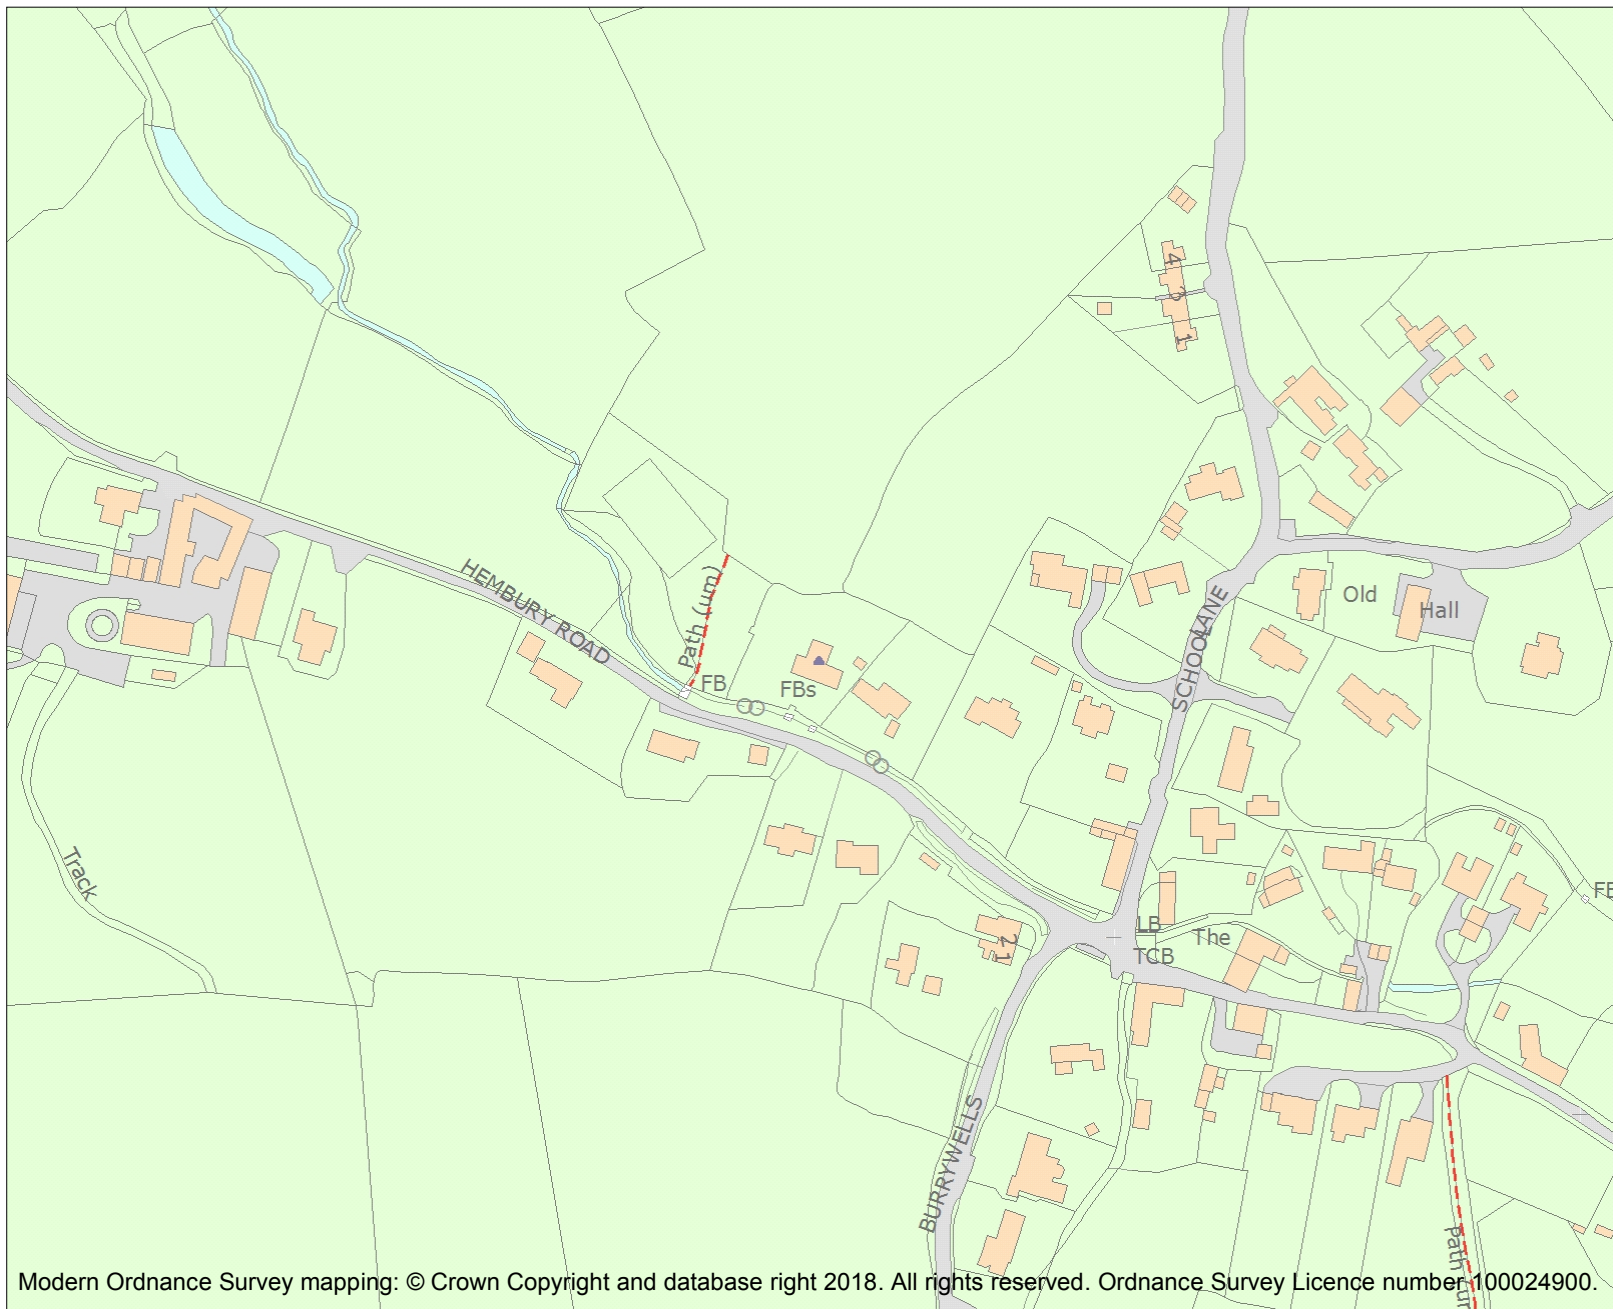 4
3
1
HEMBURY ROAD
Path (um)
Old
Hall
SCHOOL LANE
FB
FBs
Track
FB
LB
The
TCB
2
1
BURRYWELLS
Path (um
Modern Ordnance Survey mapping: © Crown Copyright and database right 2018. All rights reserved. Ordnance Survey Licence number 100024900.